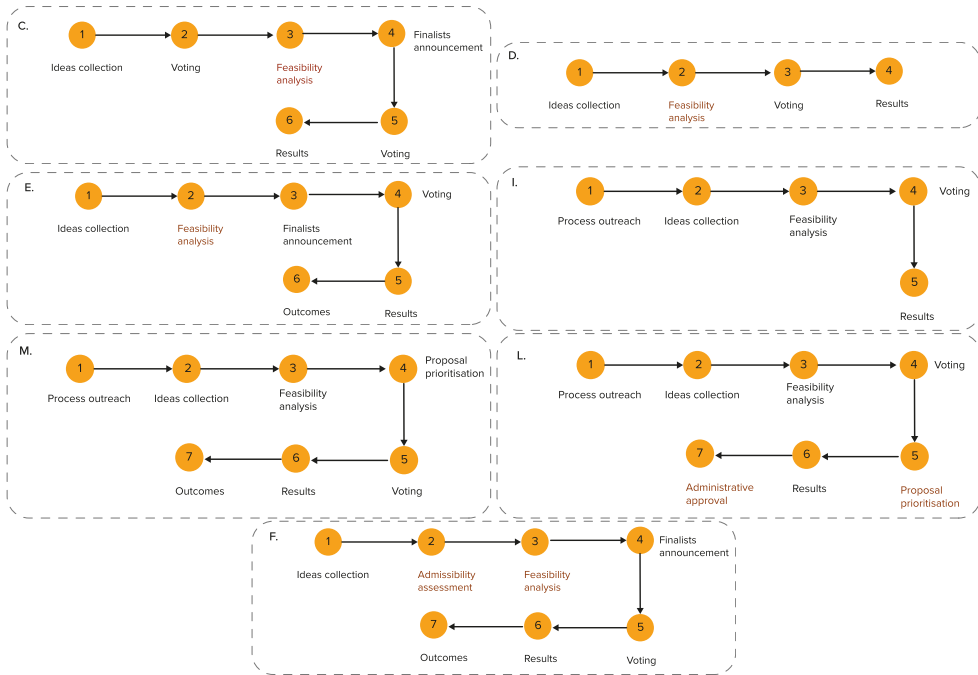 C.
1
2
3
4
Finalists
announcement
Ideas collection
Voting
Feasibility
analysis
6
5
Results
Voting
D.
1
2
3
4
Ideas collection
Feasibility
analysis
Voting
Results
E.
1
2
3
4
Voting
Ideas collection
Feasibility
analysis
Finalists
announcement
6
5
Outcomes
Results
I.
1
2
3
4
Voting
Process outreach
Ideas collection
Feasibility
analysis
5
Results
M.
1
2
3
4
Proposal
prioritisation
Process outreach
Ideas collection
Feasibility
analysis
7
6
5
Outcomes
Results
Voting
L.
1
2
3
4
Voting
Process outreach
Ideas collection
Feasibility
analysis
7
6
5
Administrative
approval
Results
Proposal
prioritisation
F.
1
2
3
4
Finalists
announcement
Ideas collection
Admissibility
assessment
Feasibility
analysis
7
6
5
Outcomes
Results
Voting